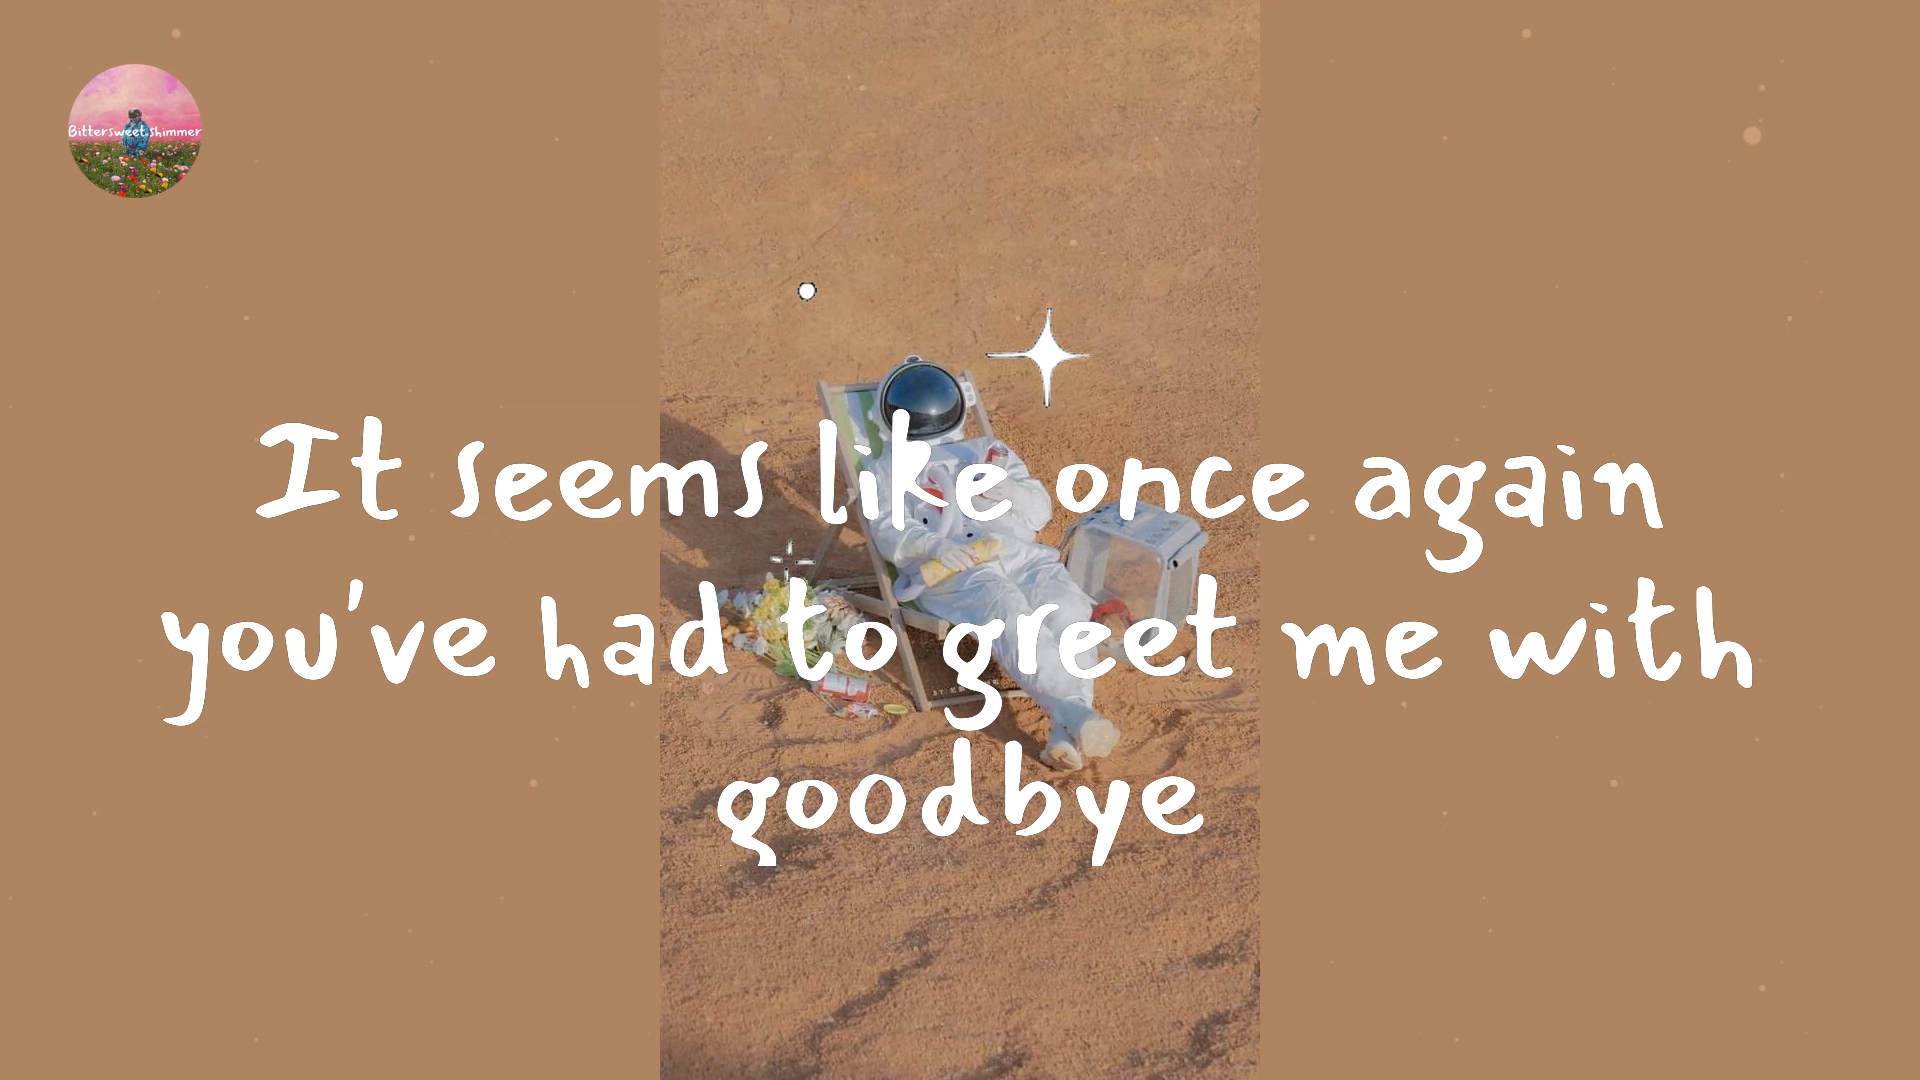 Bittersweet shimmer
It seems like once again
you've had to greet me with
goodbye